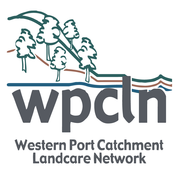 wpcln
Western Port Catchment
Landcare Network